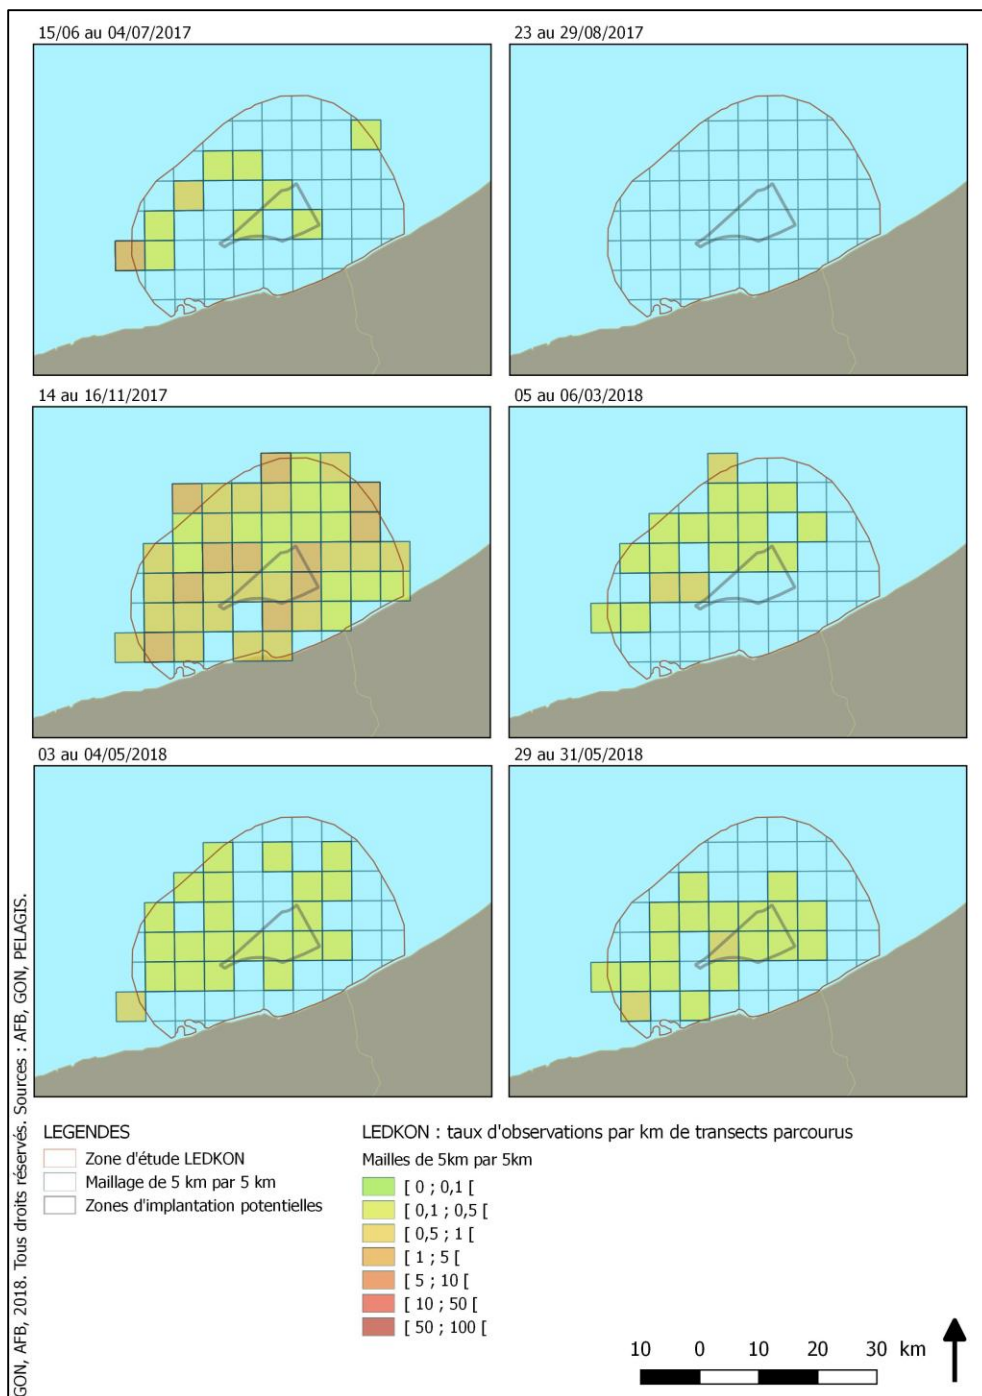 15/06 au 04/07/2017
23 au 29/08/2017
14 au 16/11/2017
05 au 06/03/2018
03 au 04/05/2018
29 au 31/05/2018
GON, AFB, 2018. Tous droits réservés. Sources : AFB, GON, PELAGIS.
LEGENDES
Zone d'étude LEDKON
Maillage de 5 km par 5 km
Zones d'implantation potentielles
LEDKON : taux d'observations par km de transects parcourus
Mailles de 5km par 5km
[ 0 ; 0,1 [
[ 0,1 ; 0,5 [
[ 0,5 ; 1 [
[ 1 ; 5 [
[ 5 ; 10 [
[ 10 ; 50 [
[ 50 ; 100 [
10 0 10 20 30 km